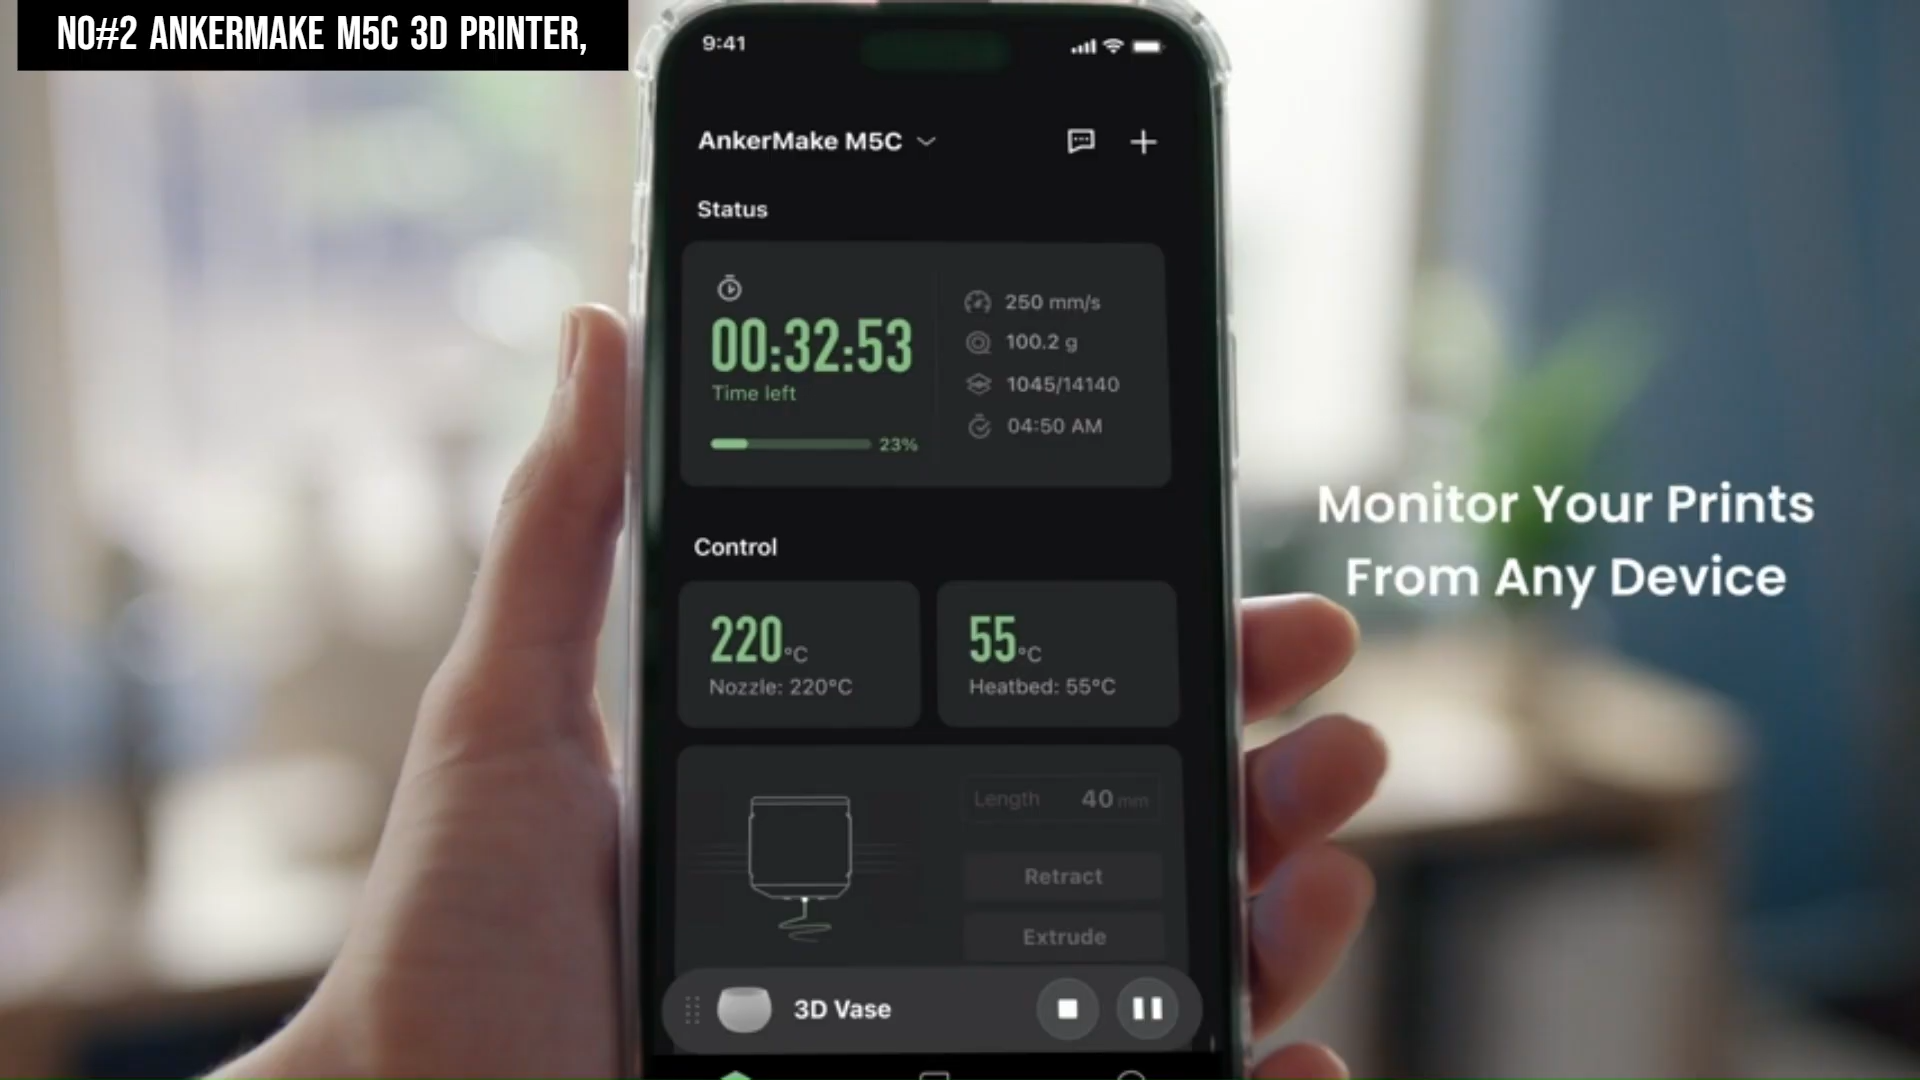 NO#2 ANKERMAKE M5C 3D PRINTER,
9:41
AnkerMake M5C
Status
00:32:53
Time left
23%
250 mm/s
100.2 g
1045/14140
04:50 AM
Control
220°C
Nozzle: 220°C
55°C
Heatbed: 55°C
Length 40 mm
Retract
Extrude
3D Vase
Monitor Your Prints
From Any Device